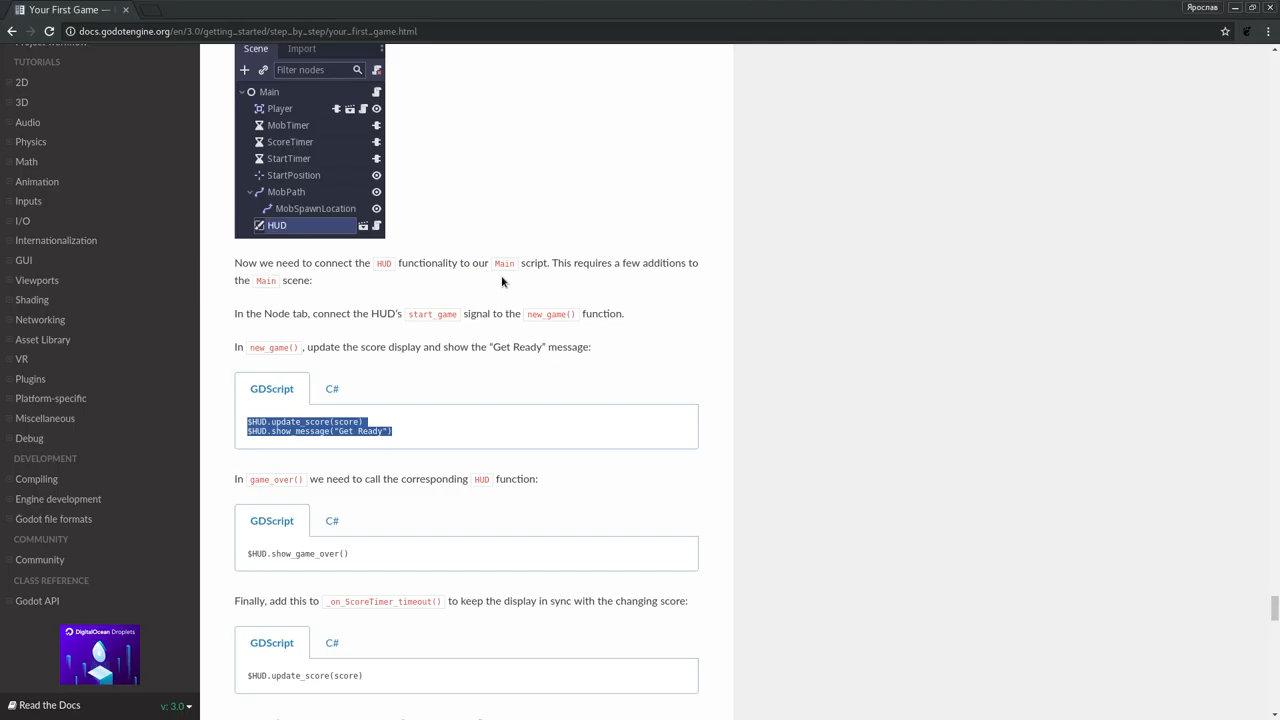 Your First Game —
Ярослав
docs.godotengine.org/en/3.0/getting_started/step_by_step/your_first_game.html
Project workflow
TUTORIALS
2D
3D
Audio
Physics
Math
Animation
Inputs
I/O
Internationalization
GUI
Viewports
Shading
Networking
Asset Library
VR
Plugins
Platform-specific
Miscellaneous
Debug
DEVELOPMENT
Compiling
Engine development
Godot file formats
COMMUNITY
Community
CLASS REFERENCE
Godot API
DigitalOcean Droplets
Read the Docs
v: 3.0
Scene Import
Filter nodes
Main
Player
MobTimer
ScoreTimer
StartTimer
StartPosition
MobPath
MobSpawnLocation
HUD
Now we need to connect the HUD functionality to our Main script. This requires a few additions to
the Main scene:
In the Node tab, connect the HUD’s start_game signal to the new_game() function.
In new_game() , update the score display and show the “Get Ready” message:
GDScript C#
$HUD.update_score(score)
$HUD.show_message("Get Ready")
In game_over() we need to call the corresponding HUD function:
GDScript C#
$HUD.show_game_over()
Finally, add this to _on_ScoreTimer_timeout() to keep the display in sync with the changing score:
GDScript C#
$HUD.update_score(score)